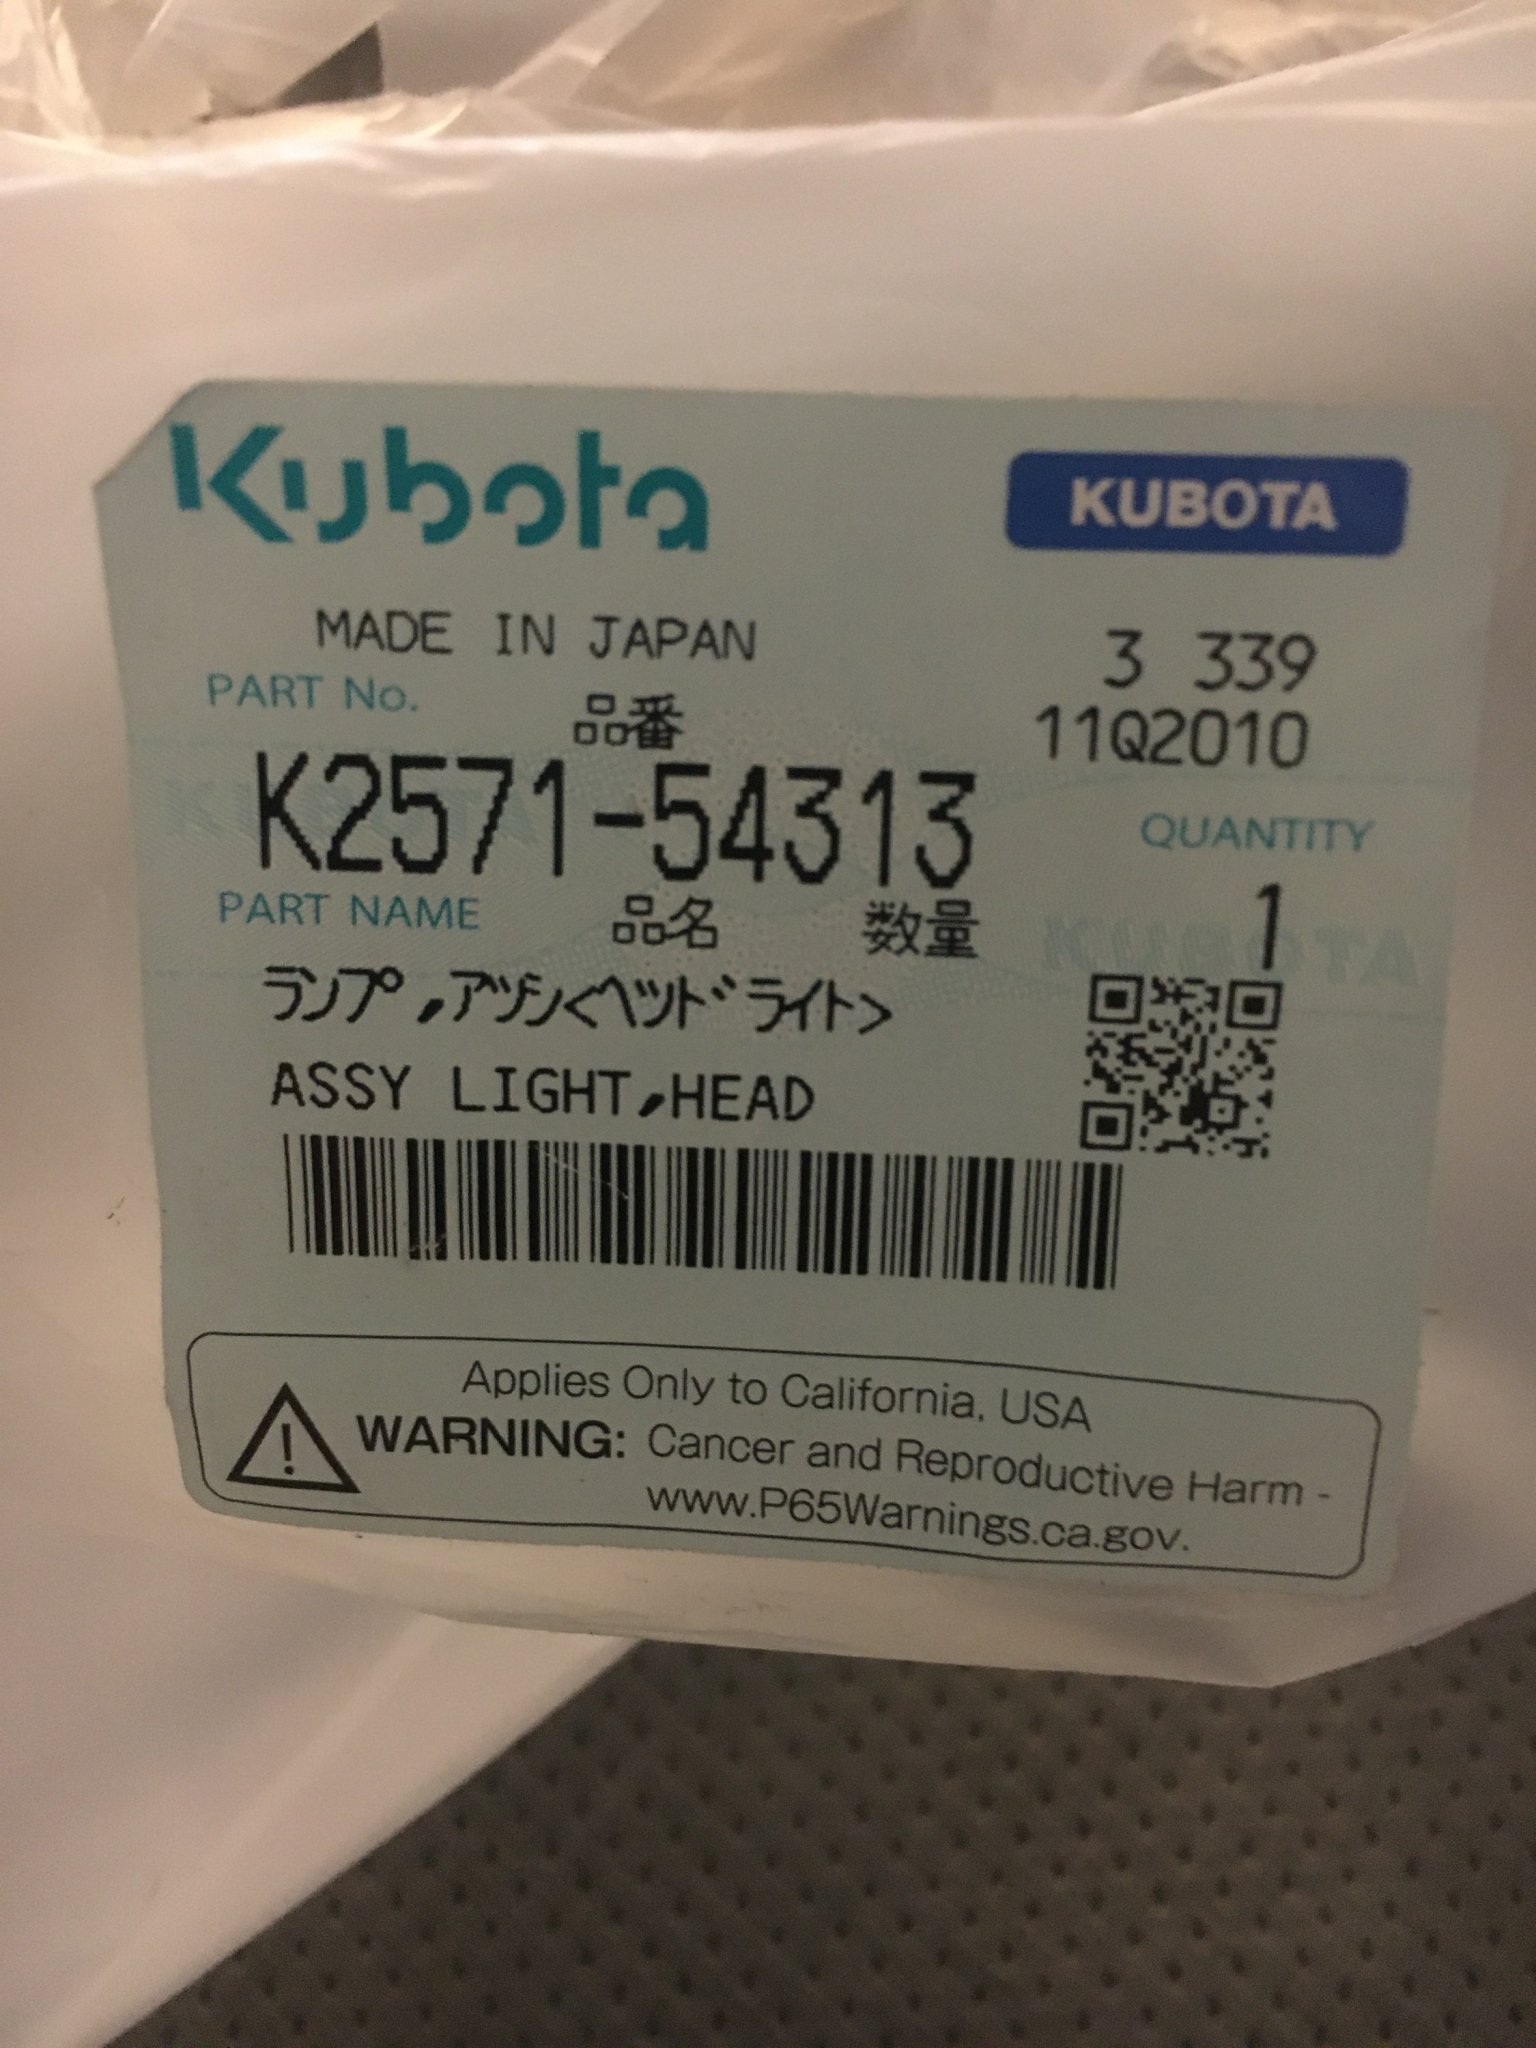 Kubota
KUBOTA
MADE IN JAPAN
3 339
PART No.
品番
11Q2010
K2571-54313
QUANTITY
PART NAME
品名
数量
1
ランプ,アツシ<ヘツドライト>
ASSY LIGHT,HEAD
Applies Only to California, USA
WARNING: Cancer and Reproductive Harm -
www.P65Warnings.ca.gov.